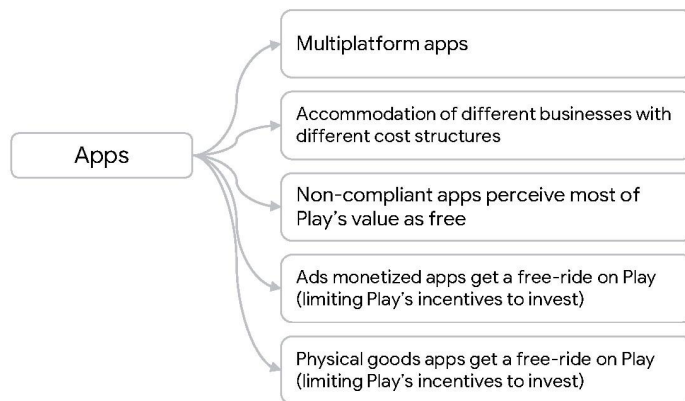 Multiplatform apps
Accommodation of different businesses with
different cost structures
Apps
Non-compliant apps perceive most of
Play's value as free
Ads monetized apps get a free-ride on Play
(limiting Play's incentives to invest)
Physical goods apps get a free-ride on Play
(limiting Play's incentives to invest)